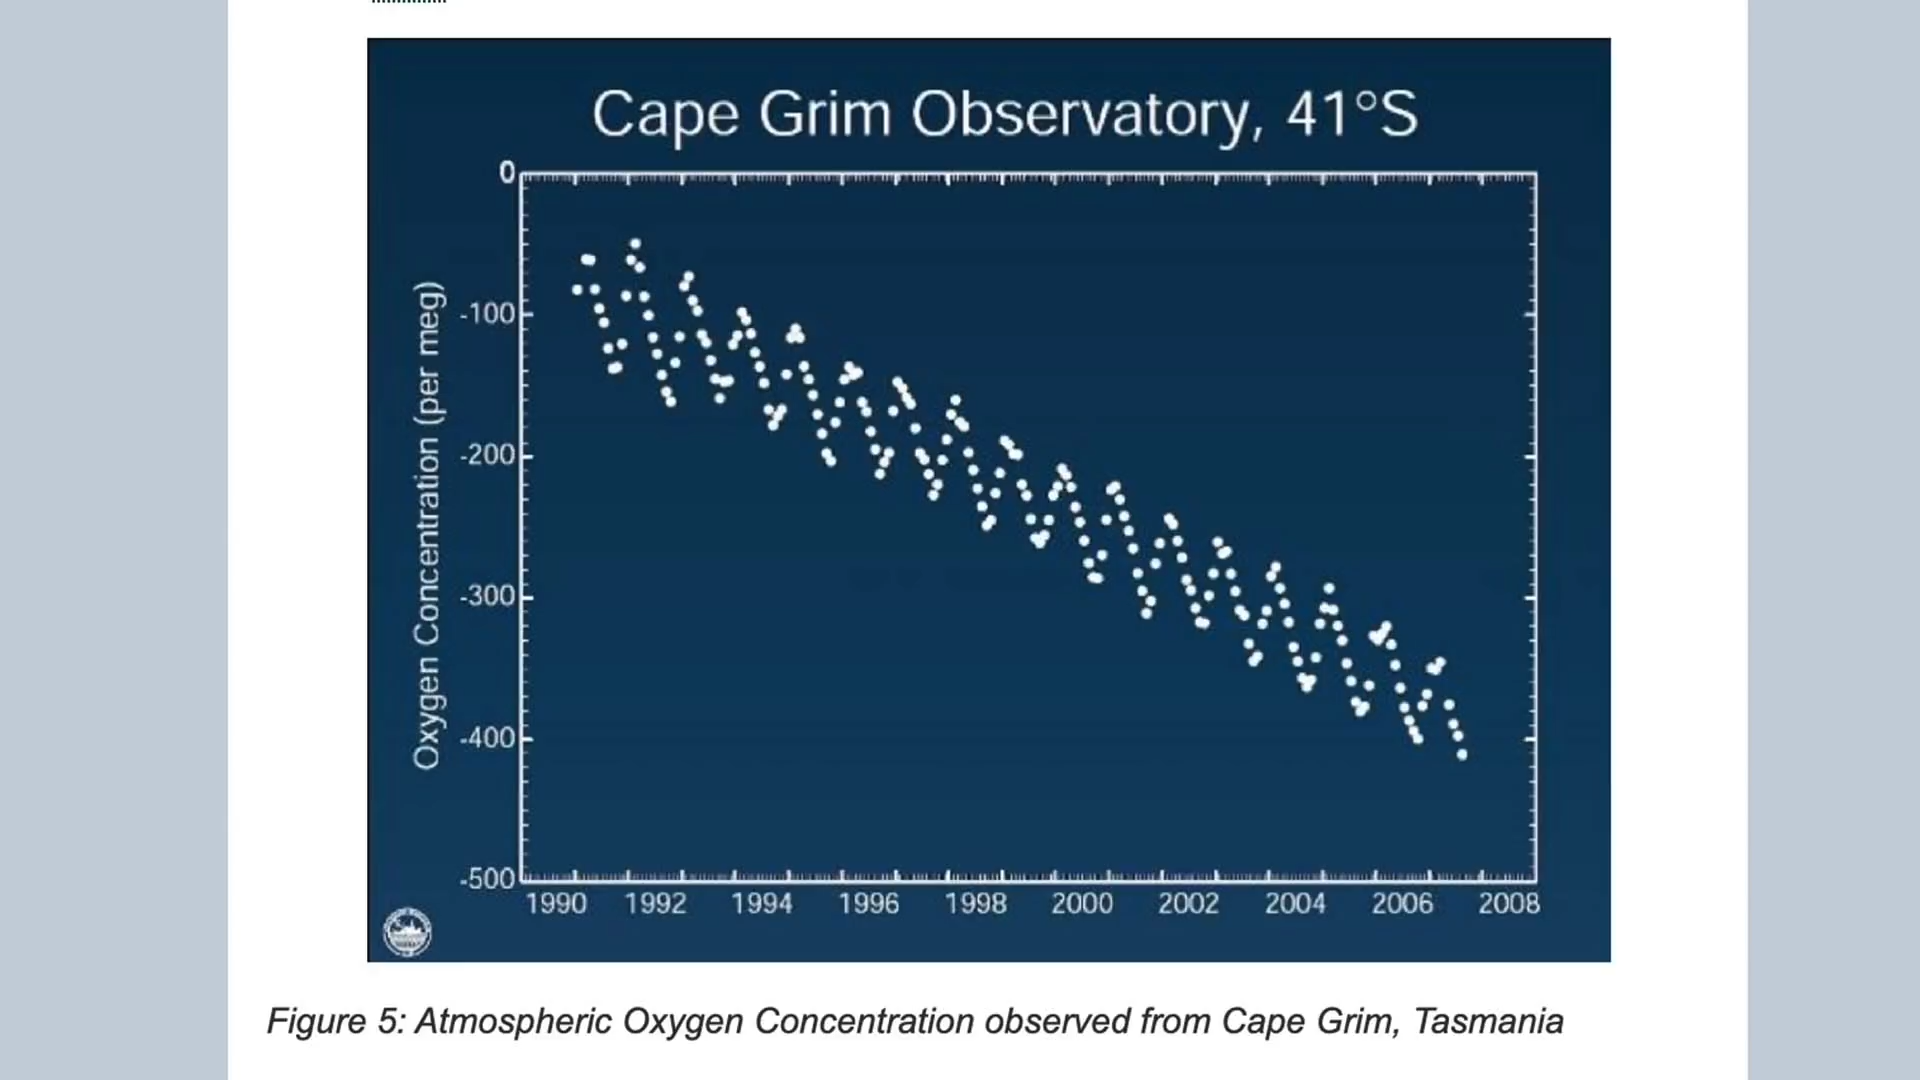 Cape Grim Observatory, 41°S
0
-100
-200
-300
-400
-500
Oxygen Concentration (per meg)
1990 1992 1994 1996 1998 2000 2002 2004 2006 2008
Figure 5: Atmospheric Oxygen Concentration observed from Cape Grim, Tasmania